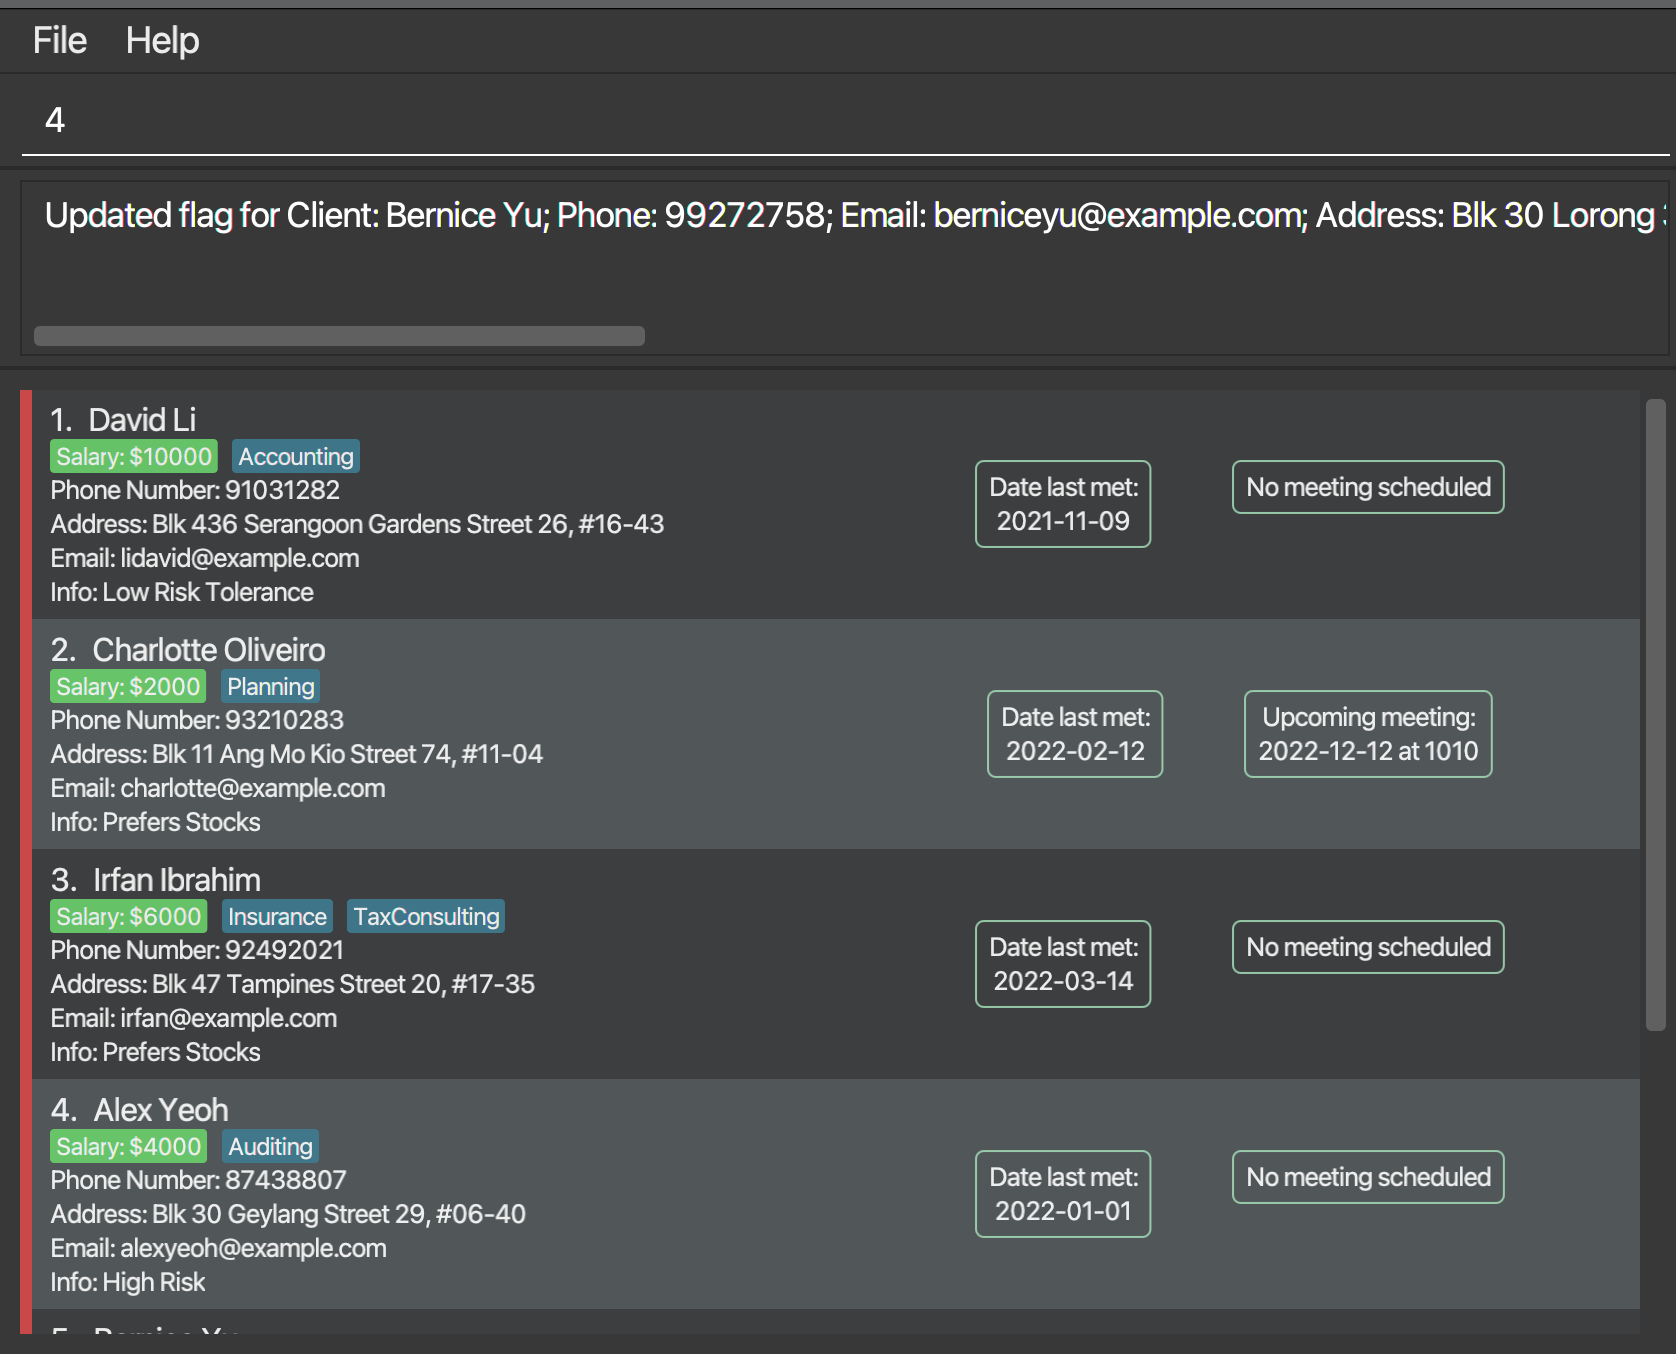 File Help
4
Updated flag for Client: Bernice Yu; Phone: 99272758; Email: berniceyu@example.com; Address: Blk 30 Lorong
1. David Li
Salary: $10000 Accounting
Phone Number: 91031282
Address: Blk 436 Serangoon Gardens Street 26, #16-43
Email: lidavid@example.com
Info: Low Risk Tolerance
Date last met:
2021-11-09
No meeting scheduled
2. Charlotte Oliveiro
Salary: $2000 Planning
Phone Number: 93210283
Address: Blk 11 Ang Mo Kio Street 74, #11-04
Email: charlotte@example.com
Info: Prefers Stocks
Date last met:
2022-02-12
Upcoming meeting:
2022-12-12 at 1010
3. Irfan Ibrahim
Salary: $6000 Insurance TaxConsulting
Phone Number: 92492021
Address: Blk 47 Tampines Street 20, #17-35
Email: irfan@example.com
Info: Prefers Stocks
Date last met:
2022-03-14
No meeting scheduled
4. Alex Yeoh
Salary: $4000 Auditing
Phone Number: 87438807
Address: Blk 30 Geylang Street 29, #06-40
Email: alexyeoh@example.com
Info: High Risk
Date last met:
2022-01-01
No meeting scheduled
5. Bernice Yu